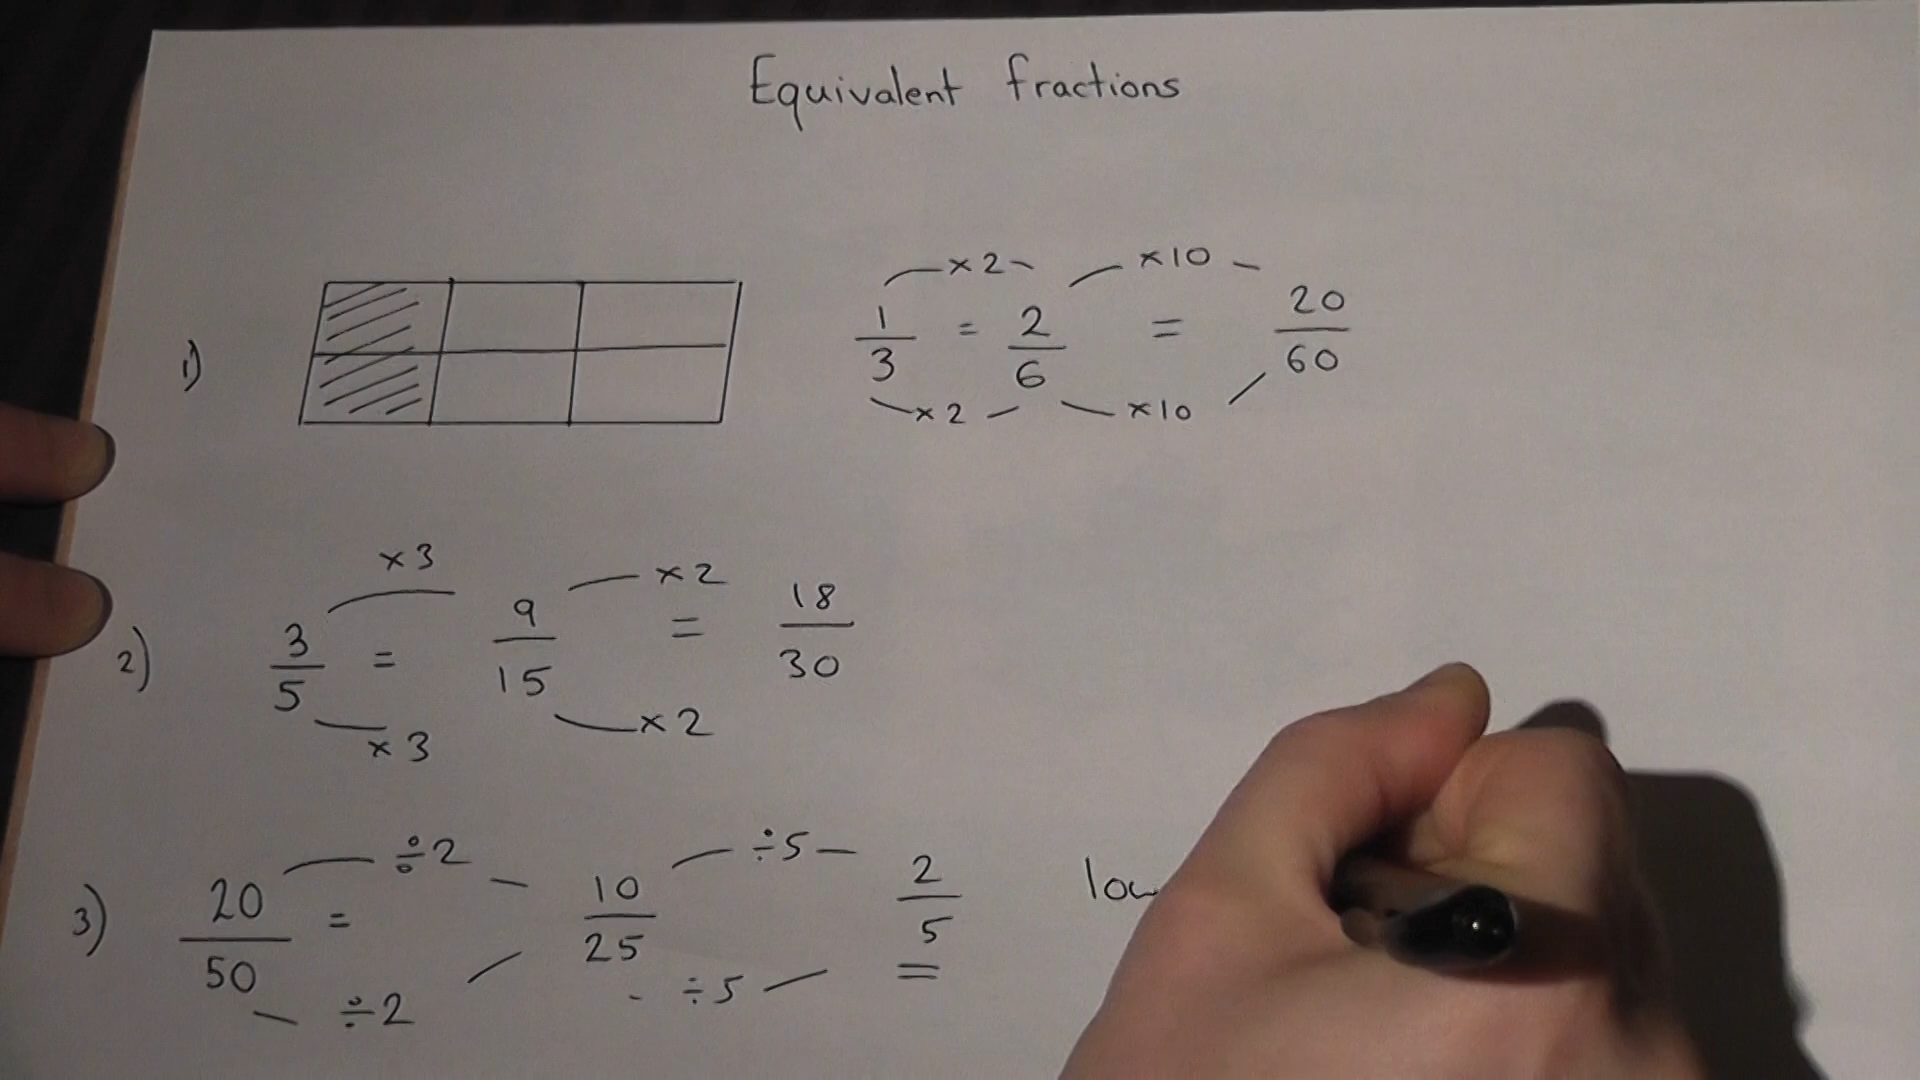 Equivalent fractions
1)
×2 ×10
1/3 = 2/6 = 20/60
×2 ×10
×3 ×2
2) 3/5 = 9/15 = 18/30
×3 ×2
÷2 ÷5
3) 20/50 = 10/25 2/5 =
÷2 ÷5